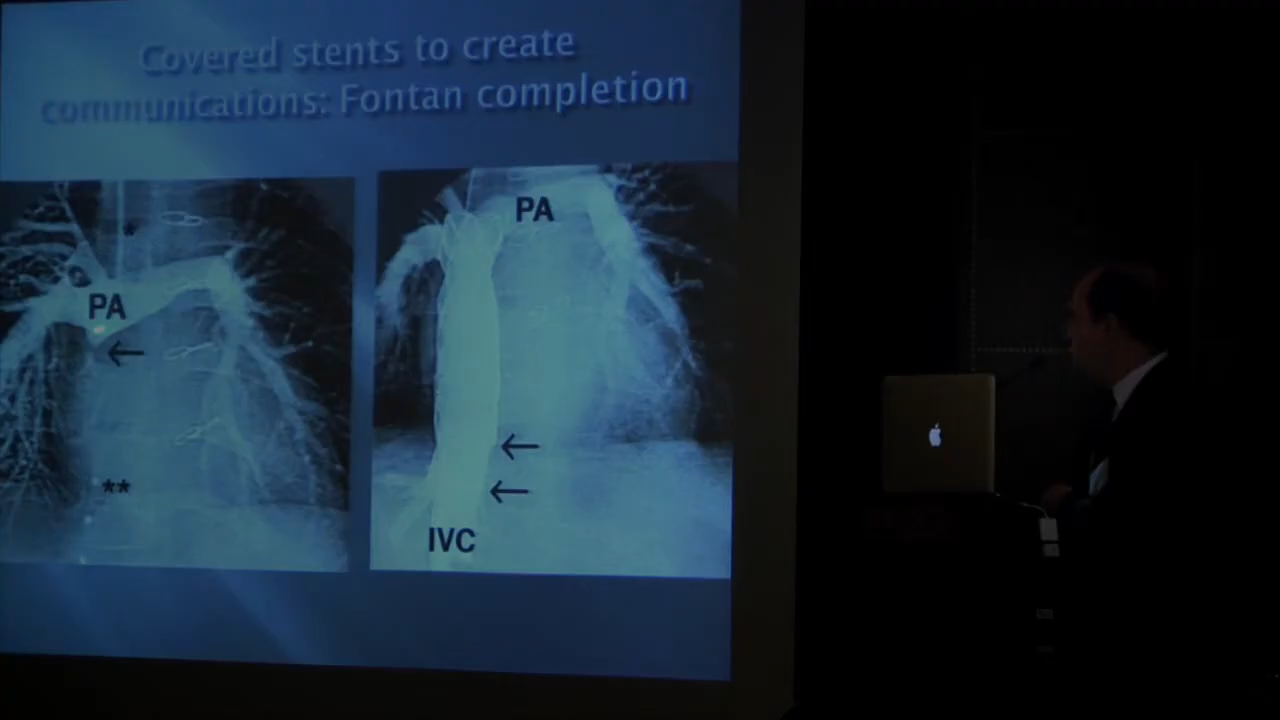 Covered stents to create
communications: Fontan completion
PA
PA
**
IVC